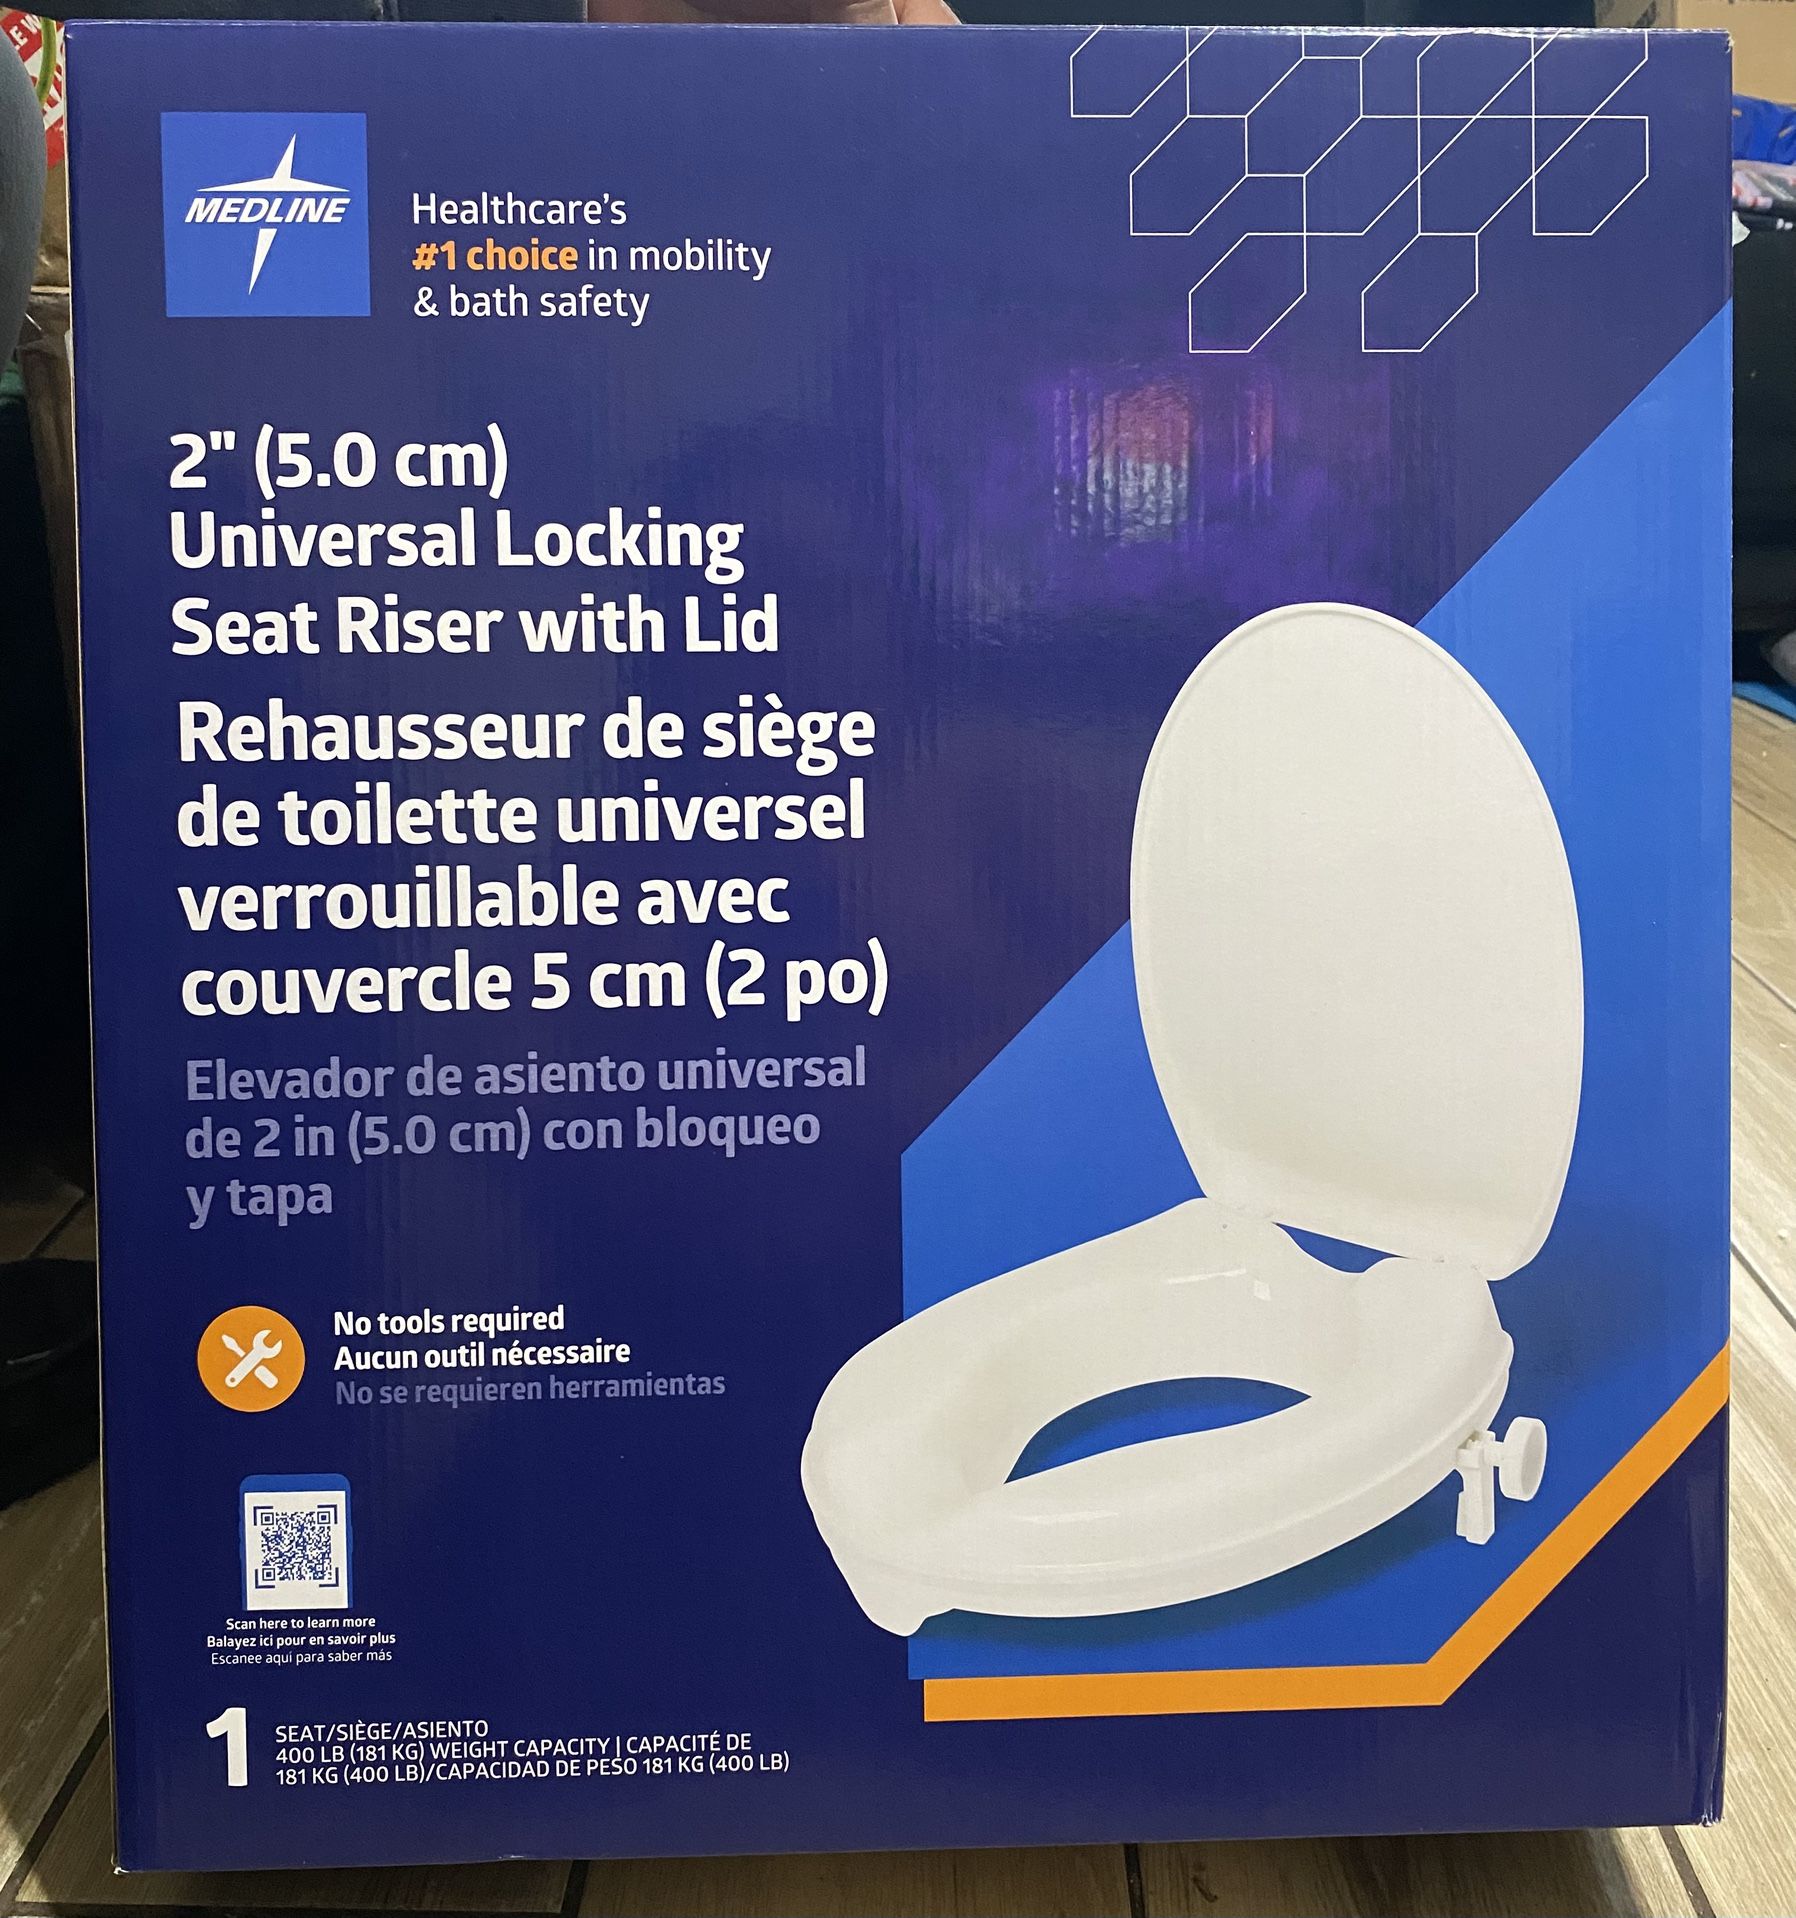 MEDLINE
Healthcare's
#1 choice in mobility
& bath safety
2" (5.0 cm)
Universal Locking
Seat Riser with Lid
Rehausseur de siège
de toilette universel
verrouillable avec
couvercle 5 cm (2 po)
Elevador de asiento universal
de 2 in (5.0 cm) con bloqueo
y tapa
No tools required
Aucun outil nécessaire
No se requieren herramientas
Scan here to learn more
Balayez ici pour en savoir plus
Escanee aquí para saber más
1
SEAT/SIÈGE/ASIENTO
400 LB (181 KG) WEIGHT CAPACITY | CAPACITÉ DE
181 KG (400 LB)/CAPACIDAD DE PESO 181 KG (400 LB)